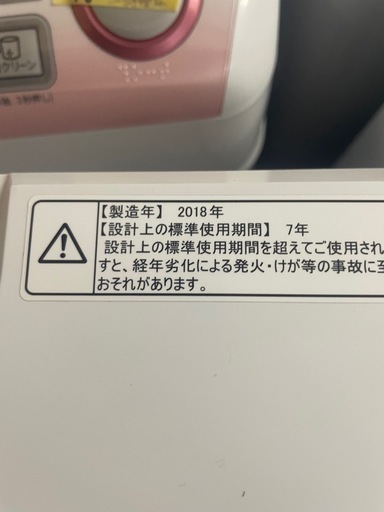 クリーン
【製造年】 2018年
【設計上の標準使用期間】 7年
設計上の標準使用期間を超えてご使用され
すと、経年劣化による発火・けが等の事故に至
おそれがあります。